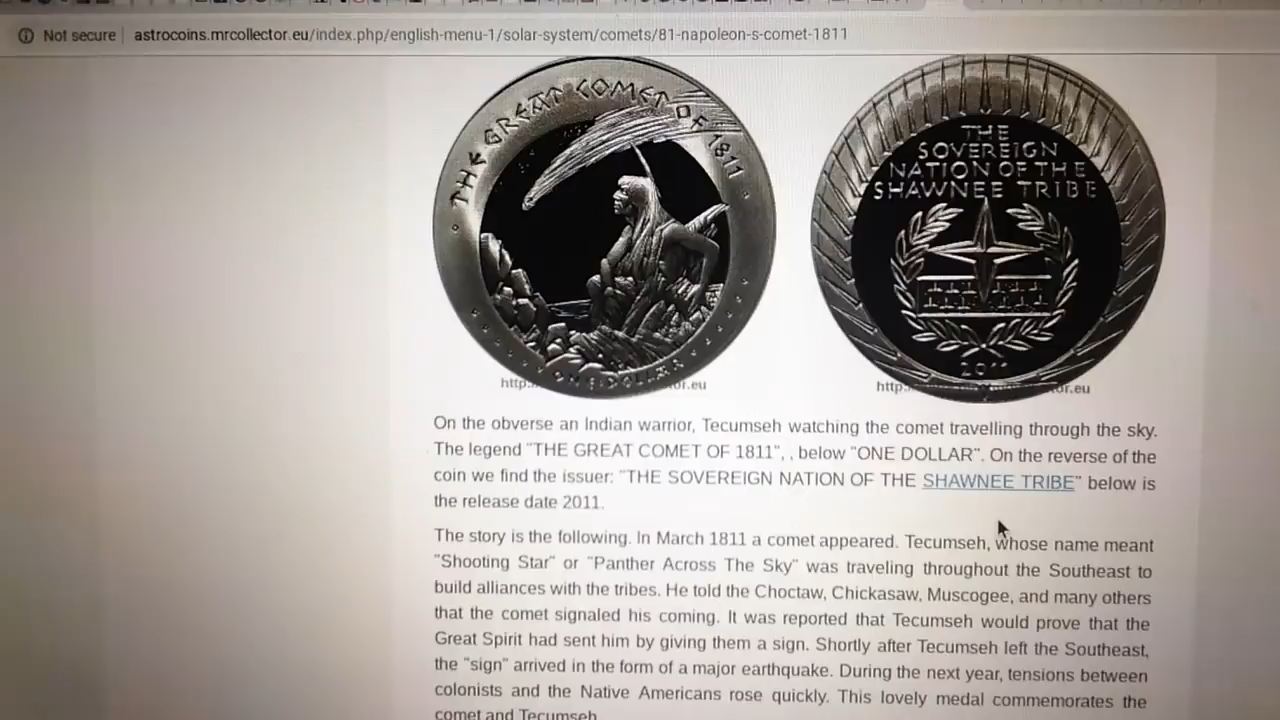 Not secure astrocoins.mrcollector.eu/index.php/english-menu-1/solar-system/comets/81-napoleon-s-comet-1811
THE GREAT COMET OF 1811
ONE DOLLAR
THE
SOVEREIGN
NATION OF THE
SHAWNEE TRIBE
2011
On the obverse an Indian warrior, Tecumseh watching the comet travelling through the sky.
The legend "THE GREAT COMET OF 1811", , below "ONE DOLLAR". On the reverse of the
coin we find the issuer: "THE SOVEREIGN NATION OF THE SHAWNEE TRIBE" below is
the release date 2011.
The story is the following. In March 1811 a comet appeared. Tecumseh, whose name meant
"Shooting Star" or "Panther Across The Sky" was traveling throughout the Southeast to
build alliances with the tribes. He told the Choctaw, Chickasaw, Muscogee, and many others
that the comet signaled his coming. It was reported that Tecumseh would prove that the
Great Spirit had sent him by giving them a sign. Shortly after Tecumseh left the Southeast,
the "sign" arrived in the form of a major earthquake. During the next year, tensions between
colonists and the Native Americans rose quickly. This lovely medal commemorates the
comet and Tecumseh